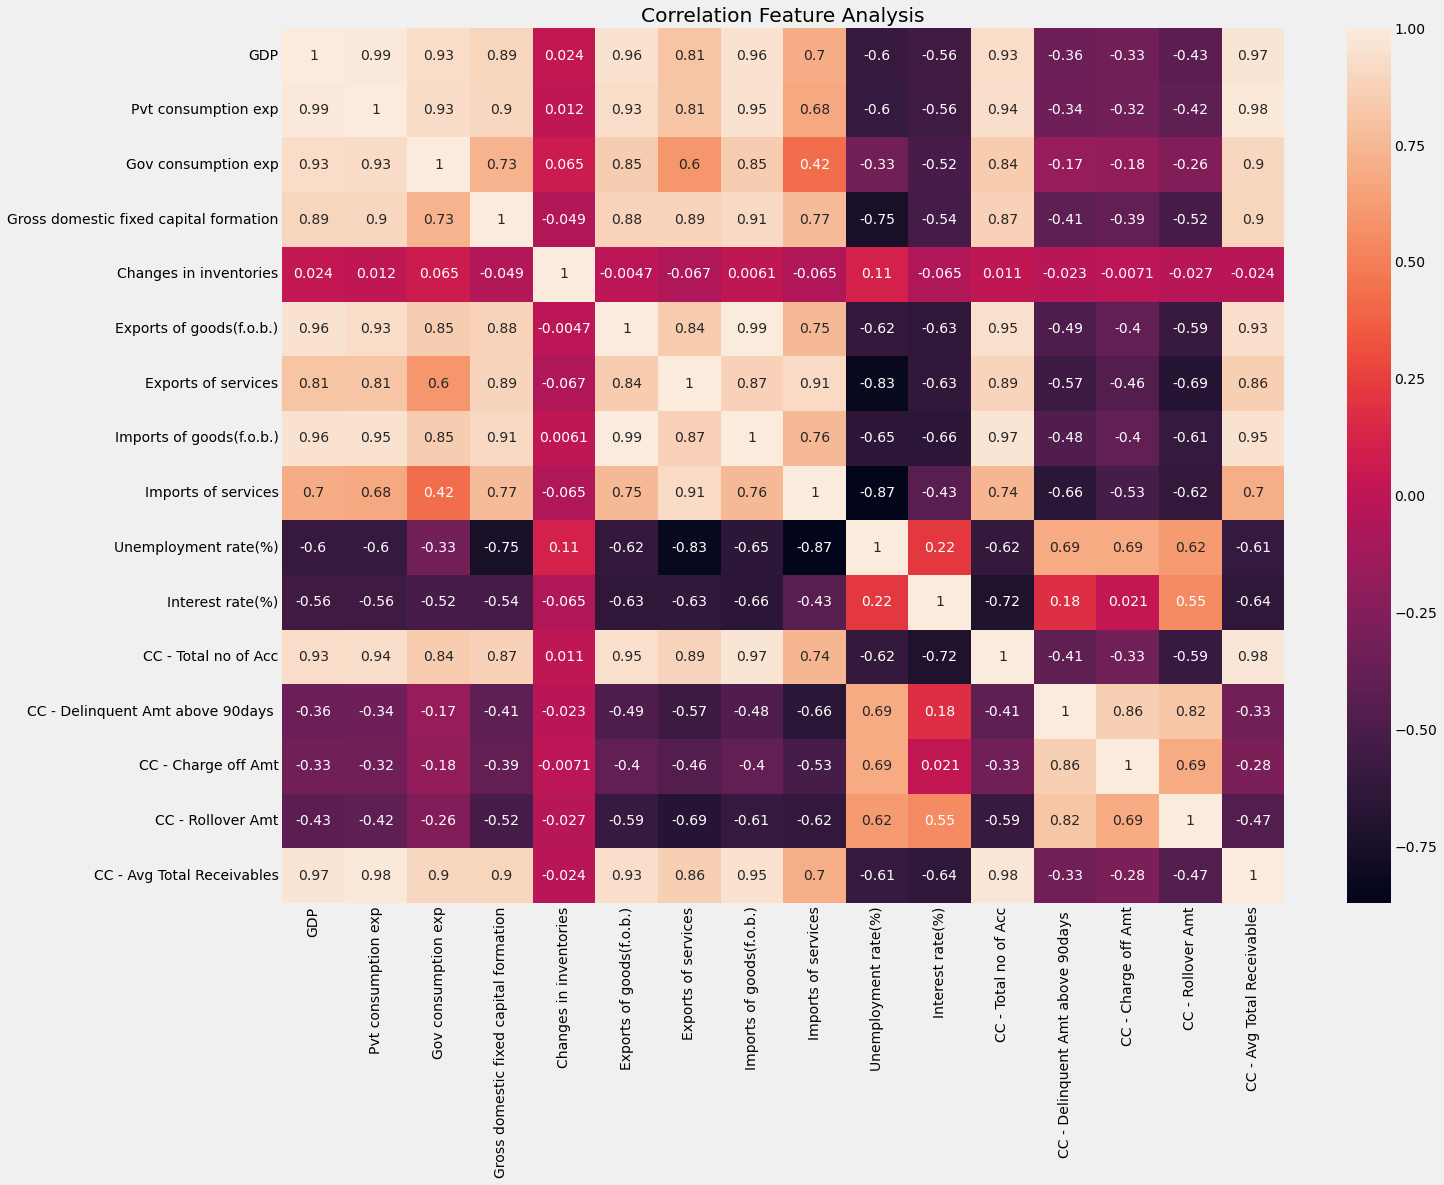 Correlation Feature Analysis
GDP 1 0.99 0.93 0.89 0.024 0.96 0.81 0.96 0.7 -0.6 -0.56 0.93 -0.36 -0.33 -0.43 0.97
Pvt consumption exp 0.99 1 0.93 0.9 0.012 0.93 0.81 0.95 0.68 -0.6 -0.56 0.94 -0.34 -0.32 -0.42 0.98
Gov consumption exp 0.93 0.93 1 0.73 0.065 0.85 0.6 0.85 0.42 -0.33 -0.52 0.84 -0.17 -0.18 -0.26 0.9
Gross domestic fixed capital formation 0.89 0.9 0.73 1 -0.049 0.88 0.89 0.91 0.77 -0.75 -0.54 0.87 -0.41 -0.39 -0.52 0.9
Changes in inventories 0.024 0.012 0.065 -0.049 1 -0.0047 -0.067 0.0061 -0.065 0.11 -0.065 0.011 -0.023 -0.0071 -0.027 -0.024
Exports of goods(f.o.b.) 0.96 0.93 0.85 0.88 -0.0047 1 0.84 0.99 0.75 -0.62 -0.63 0.95 -0.49 -0.4 -0.59 0.93
Exports of services 0.81 0.81 0.6 0.89 -0.067 0.84 1 0.87 0.91 -0.83 -0.63 0.89 -0.57 -0.46 -0.69 0.86
Imports of goods(f.o.b.) 0.96 0.95 0.85 0.91 0.0061 0.99 0.87 1 0.76 -0.65 -0.66 0.97 -0.48 -0.4 -0.61 0.95
Imports of services 0.7 0.68 0.42 0.77 -0.065 0.75 0.91 0.76 1 -0.87 -0.43 0.74 -0.66 -0.53 -0.62 0.7
Unemployment rate(%) -0.6 -0.6 -0.33 -0.75 0.11 -0.62 -0.83 -0.65 -0.87 1 0.22 -0.62 0.69 0.69 0.62 -0.61
Interest rate(%) -0.56 -0.56 -0.52 -0.54 -0.065 -0.63 -0.63 -0.66 -0.43 0.22 1 -0.72 0.18 0.021 0.55 -0.64
CC - Total no of Acc 0.93 0.94 0.84 0.87 0.011 0.95 0.89 0.97 0.74 -0.62 -0.72 1 -0.41 -0.33 -0.59 0.98
CC - Delinquent Amt above 90days -0.36 -0.34 -0.17 -0.41 -0.023 -0.49 -0.57 -0.48 -0.66 0.69 0.18 -0.41 1 0.86 0.82 -0.33
CC - Charge off Amt -0.33 -0.32 -0.18 -0.39 -0.0071 -0.4 -0.46 -0.4 -0.53 0.69 0.021 -0.33 0.86 1 0.69 -0.28
CC - Rollover Amt -0.43 -0.42 -0.26 -0.52 -0.027 -0.59 -0.69 -0.61 -0.62 0.62 0.55 -0.59 0.82 0.69 1 -0.47
CC - Avg Total Receivables 0.97 0.98 0.9 0.9 -0.024 0.93 0.86 0.95 0.7 -0.61 -0.64 0.98 -0.33 -0.28 -0.47 1
GDP
Pvt consumption exp
Gov consumption exp
Gross domestic fixed capital formation
Changes in inventories
Exports of goods(f.o.b.)
Exports of services
Imports of goods(f.o.b.)
Imports of services
Unemployment rate(%)
Interest rate(%)
CC - Total no of Acc
CC - Delinquent Amt above 90days
CC - Charge off Amt
CC - Rollover Amt
CC - Avg Total Receivables
1.00
0.75
0.50
0.25
0.00
−0.25
−0.50
−0.75